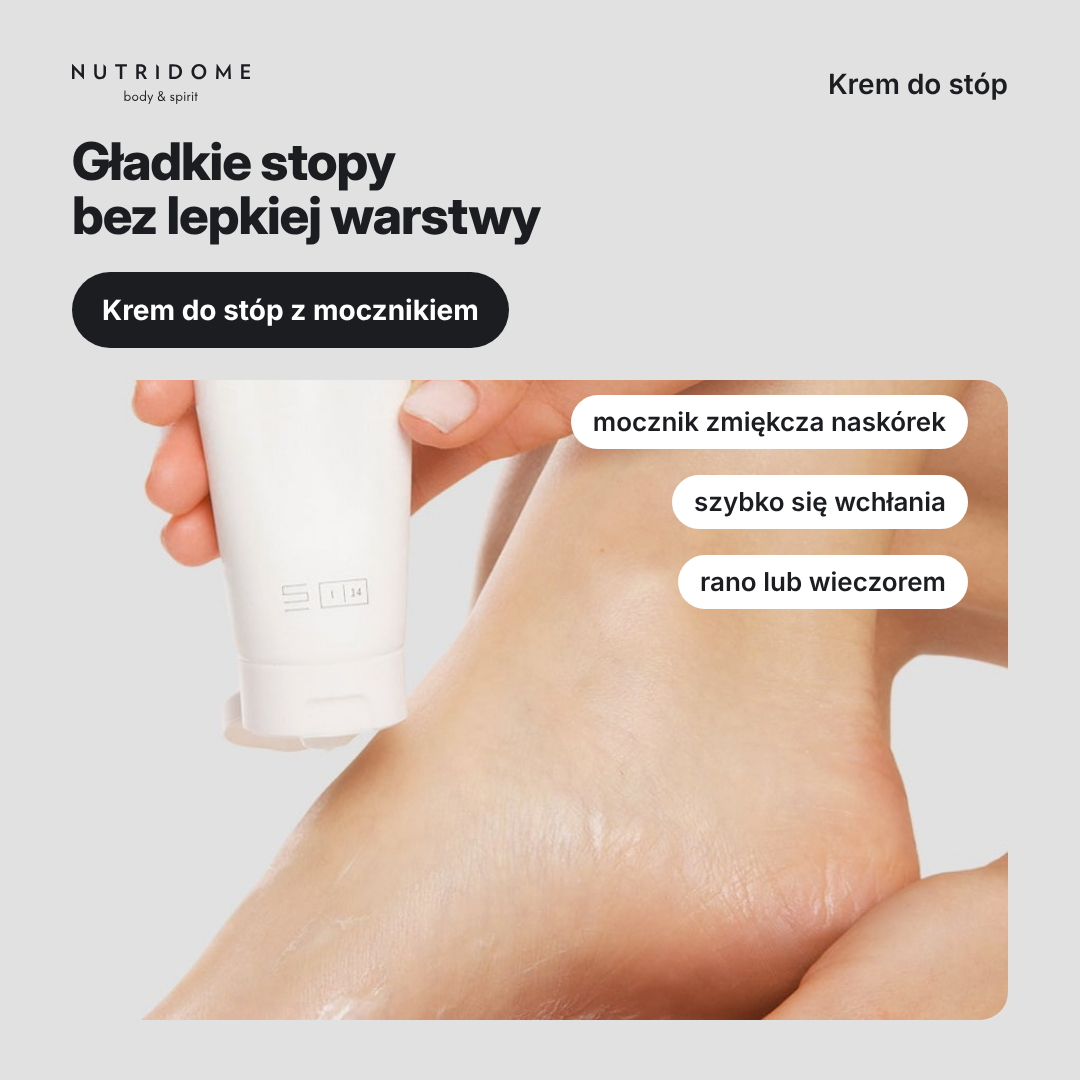 NUTRIDOME
body & spirit
Krem do stóp
Gładkie stopy
bez lepkiej warstwy
Krem do stóp z mocznikiem
mocznik zmiękcza naskórek
szybko się wchłania
rano lub wieczorem
I 14